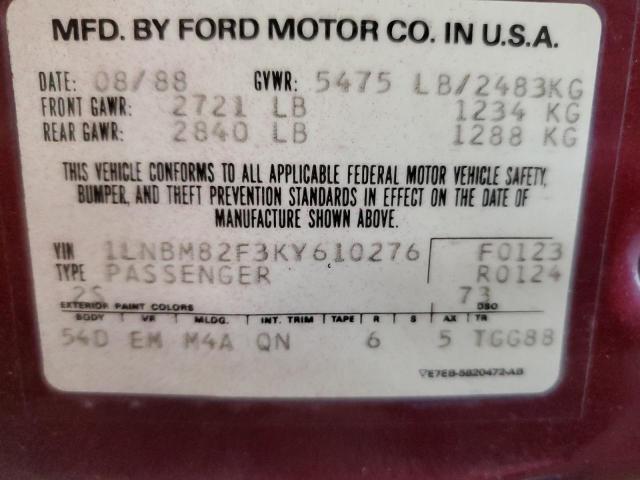 MFD. BY FORD MOTOR CO. IN U.S.A.
DATE: 08/88 GVWR: 5475 LB/2483KG
FRONT GAWR: 2721 LB 1234 KG
REAR GAWR: 2840 LB 1288 KG
THIS VEHICLE CONFORMS TO ALL APPLICABLE FEDERAL MOTOR VEHICLE SAFETY,
BUMPER, AND THEFT PREVENTION STANDARDS IN EFFECT ON THE DATE OF
MANUFACTURE SHOWN ABOVE.
VIN 1LNBM82F3KY610276 F0123
TYPE PASSENGER R0124
2S 73
EXTERIOR PAINT COLORS DSO
BODY VR MLDG. INT. TRIM TAPE R S AX TR
54D EM M4A QN 6 5 TGG88
E7EB-5820472-AB